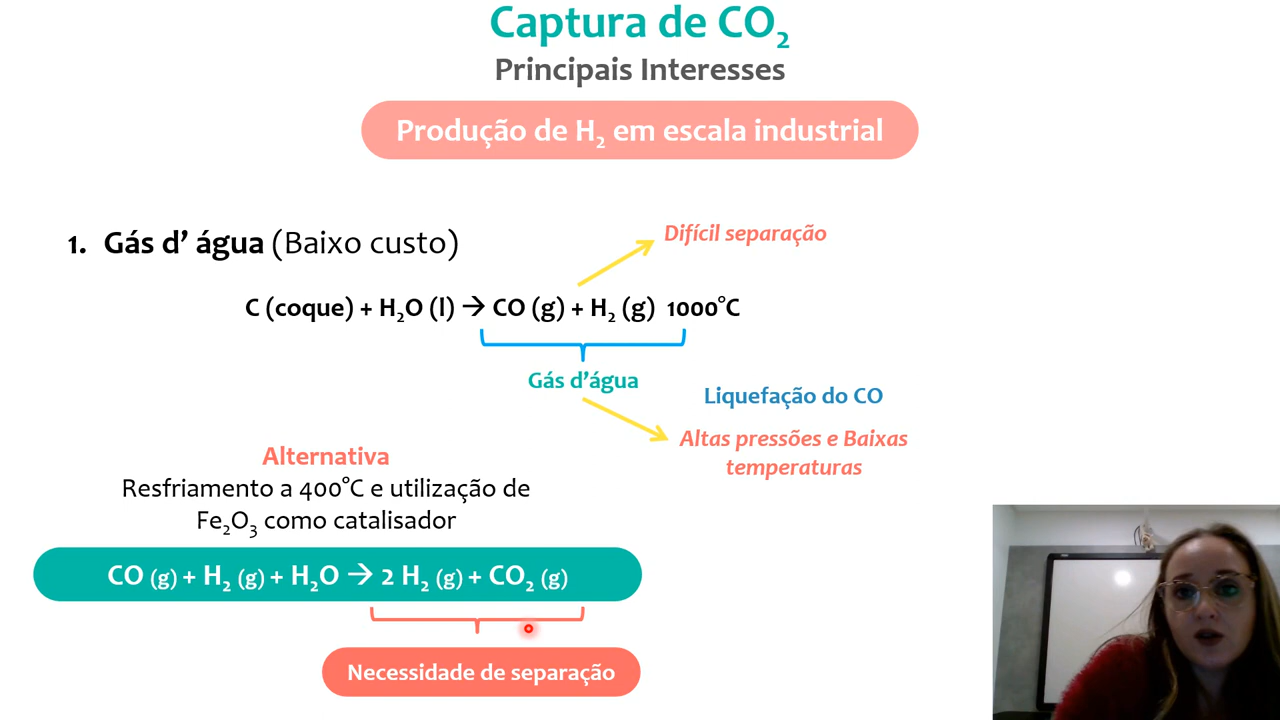 Captura de CO₂
Principais Interesses
Produção de H₂ em escala industrial
1. Gás d’ água (Baixo custo)
Difícil separação
C (coque) + H₂O (l) → CO (g) + H₂ (g) 1000°C
Gás d’água
Liquefação do CO
Altas pressões e Baixas
temperaturas
Alternativa
Resfriamento a 400°C e utilização de
Fe₂O₃ como catalisador
CO (g) + H₂ (g) + H₂O → 2 H₂ (g) + CO₂ (g)
Necessidade de separação